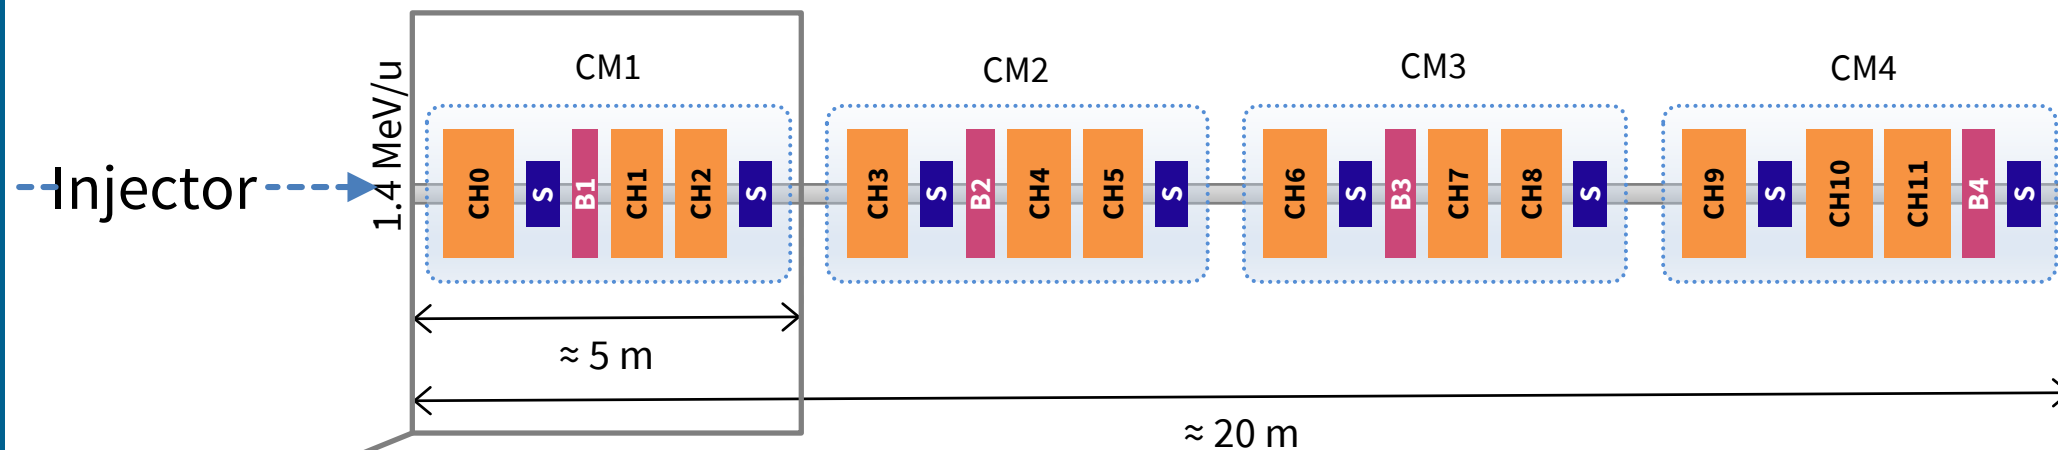 CM1
CM2
CM3
CM4
Injector
1.4 MeV/u
CH0
S
B1
CH1
CH2
S
CH3
S
B2
CH4
CH5
S
CH6
S
B3
CH7
CH8
S
CH9
S
CH10
CH11
B4
S
≈ 5 m
≈ 20 m